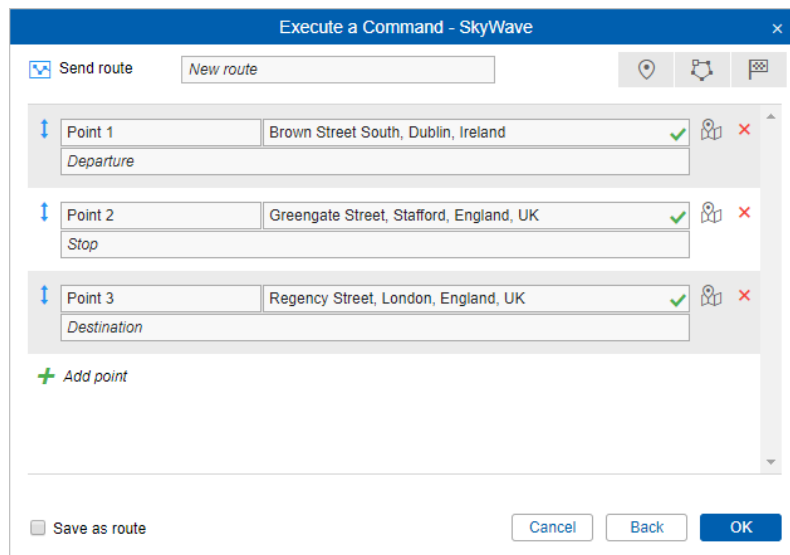 Execute a Command - SkyWave ×
Send route New route
Point 1 Brown Street South, Dublin, Ireland
Departure
Point 2 Greengate Street, Stafford, England, UK
Stop
Point 3 Regency Street, London, England, UK
Destination
Add point
Save as route Cancel Back OK